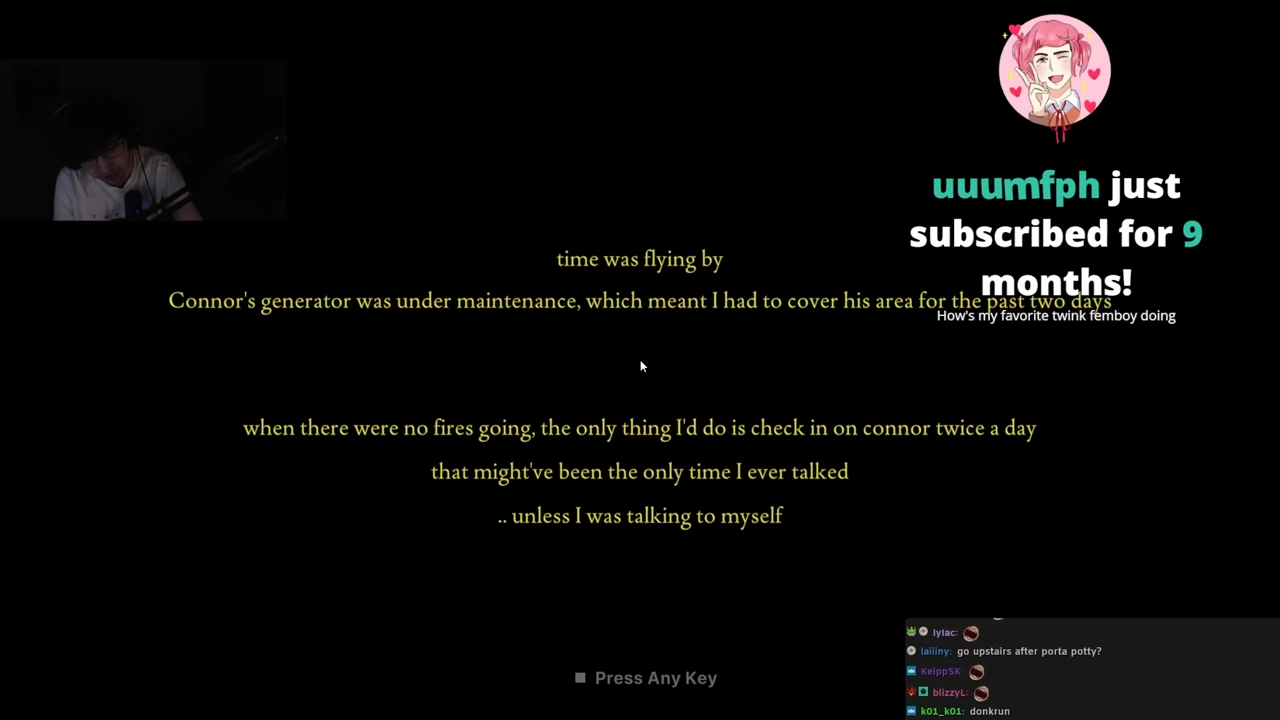 uuumfph just
subscribed for 9
months!
How's my favorite twink femboy doing
time was flying by
Connor's generator was under maintenance, which meant I had to cover his area for the past two days
when there were no fires going, the only thing I'd do is check in on connor twice a day
that might've been the only time I ever talked
.. unless I was talking to myself
Press Any Key
lylac:
laiiiny: go upstairs after porta potty?
KelppSK:
blizzyL:
k01_k01: donkrun